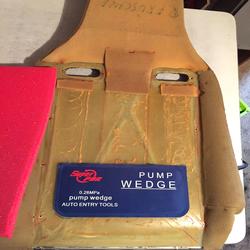 PUMP
WEDGE
0.28MPa
pump wedge
AUTO ENTRY TOOLS